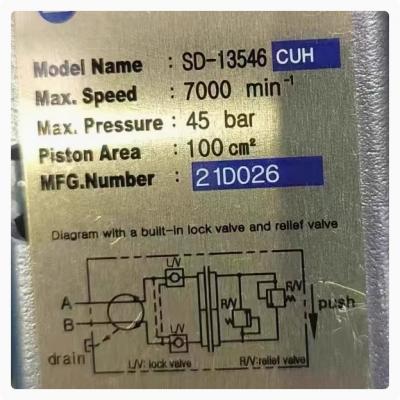 Model Name : SD-13546 CUH
Max. Speed : 7000 min⁻¹
Max. Pressure : 45 bar
Piston Area : 100 cm²
MFG.Number : 21D026
Diagram with a built-in lock valve and relief valve
L/V
A
B
R/V
R/V
push
drain
L/V
L/V: lock valve
R/V:relief valve